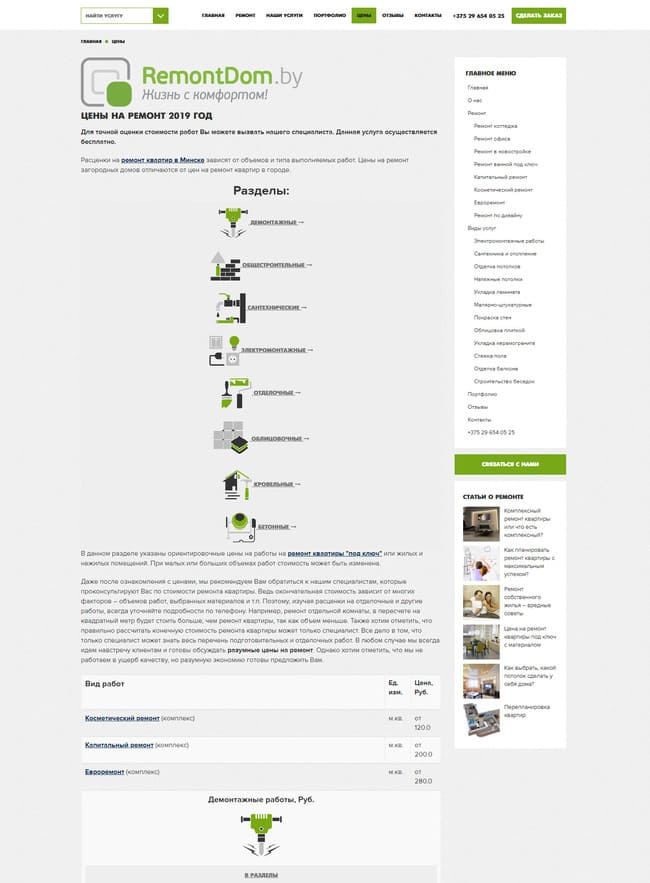 НАЙТИ УСЛУГУ
ГЛАВНАЯ РЕМОНТ НАШИ УСЛУГИ ПОРТФОЛИО ЦЕНЫ ОТЗЫВЫ КОНТАКТЫ +375 29 654 05 25 СДЕЛАТЬ ЗАКАЗ
ГЛАВНАЯ ЦЕНЫ
RemontDom.by
Жизнь с комфортом!
ЦЕНЫ НА РЕМОНТ 2019 ГОД
Для точной оценки стоимости работ Вы можете вызвать нашего специалиста. Данная услуга осуществляется
бесплатно.
Расценки на ремонт квартир в Минске зависят от объемов и типа выполняемых работ. Цены на ремонт
загородных домов отличаются от цен на ремонт квартир в городе.
Разделы:
ДЕМОНТАЖНЫЕ →
ОБЩЕСТРОИТЕЛЬНЫЕ →
САНТЕХНИЧЕСКИЕ →
ЭЛЕКТРОМОНТАЖНЫЕ →
ОТДЕЛОЧНЫЕ →
ОБЛИЦОВОЧНЫЕ →
КРОВЕЛЬНЫЕ →
БЕТОННЫЕ →
В данном разделе указаны ориентировочные цены на работы на ремонт квартиры "под ключ" или жилых и
нежилых помещений. При малых или больших объемах работ стоимость может быть изменена.
Даже после ознакомления с ценами, мы рекомендуем Вам обратиться к нашим специалистам, которые
проконсультируют Вас по стоимости ремонта квартиры. Ведь окончательная стоимость зависит от многих
факторов – объемов работ, выбранных материалов и т.п. Поэтому, изучая расценки на отделочные и другие
работы, всегда уточняйте подробности по телефону. Например, ремонт отдельной комнаты, в пересчете на
квадратный метр будет стоить больше, чем ремонт квартиры, так как объем меньше. Также хотим отметить, что
правильно рассчитать конечную стоимость ремонта квартиры может только специалист. Все дело в том, что
только специалист может знать весь перечень подготовительных и отделочных работ. В любом случае мы всегда
идем навстречу клиентам и готовы обсуждать разумные цены на ремонт. Однако хотим отметить, что мы не
работаем в ущерб качеству, но разумную экономию готовы предложить Вам.
Вид работ Ед. изм. Цена, Руб.
Косметический ремонт (комплекс) м.кв. от 120.0
Капитальный ремонт (комплекс) м.кв. от 200.0
Евроремонт (комплекс) м.кв. от 280.0
Демонтажные работы, Руб.
В РАЗДЕЛЫ
ГЛАВНОЕ МЕНЮ
Главная
О нас
Ремонт
Ремонт коттеджа
Ремонт офиса
Ремонт в новостройке
Ремонт ванной под ключ
Капитальный ремонт
Косметический ремонт
Евроремонт
Ремонт по дизайну
Виды услуг
Электромонтажные работы
Сантехника и отопление
Отделка потолков
Натяжные потолки
Укладка ламината
Малярно-штукатурные
Покраска стен
Облицовка плиткой
Укладка керамогранита
Стяжка пола
Отделка балкона
Строительство беседок
Портфолио
Отзывы
Контакты
+375 29 654 05 25
СВЯЗАТЬСЯ С НАМИ
СТАТЬИ О РЕМОНТЕ
Комплексный
ремонт квартиры
или что есть
комплексный?
Как планировать
ремонт квартиры с
максимальным
успехом?
Ремонт
собственного
жилья – вредные
советы
Цена на ремонт
квартиры под ключ
с материалом
Как выбрать, какой
потолок сделать у
себя дома?
Перепланировка
квартир